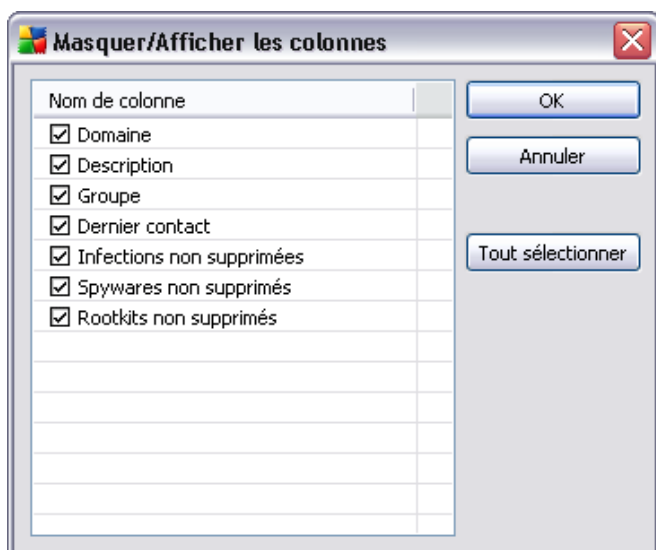 Masquer/Afficher les colonnes
Nom de colonne
Domaine
Description
Groupe
Dernier contact
Infections non supprimées
Spywares non supprimés
Rootkits non supprimés
OK
Annuler
Tout sélectionner